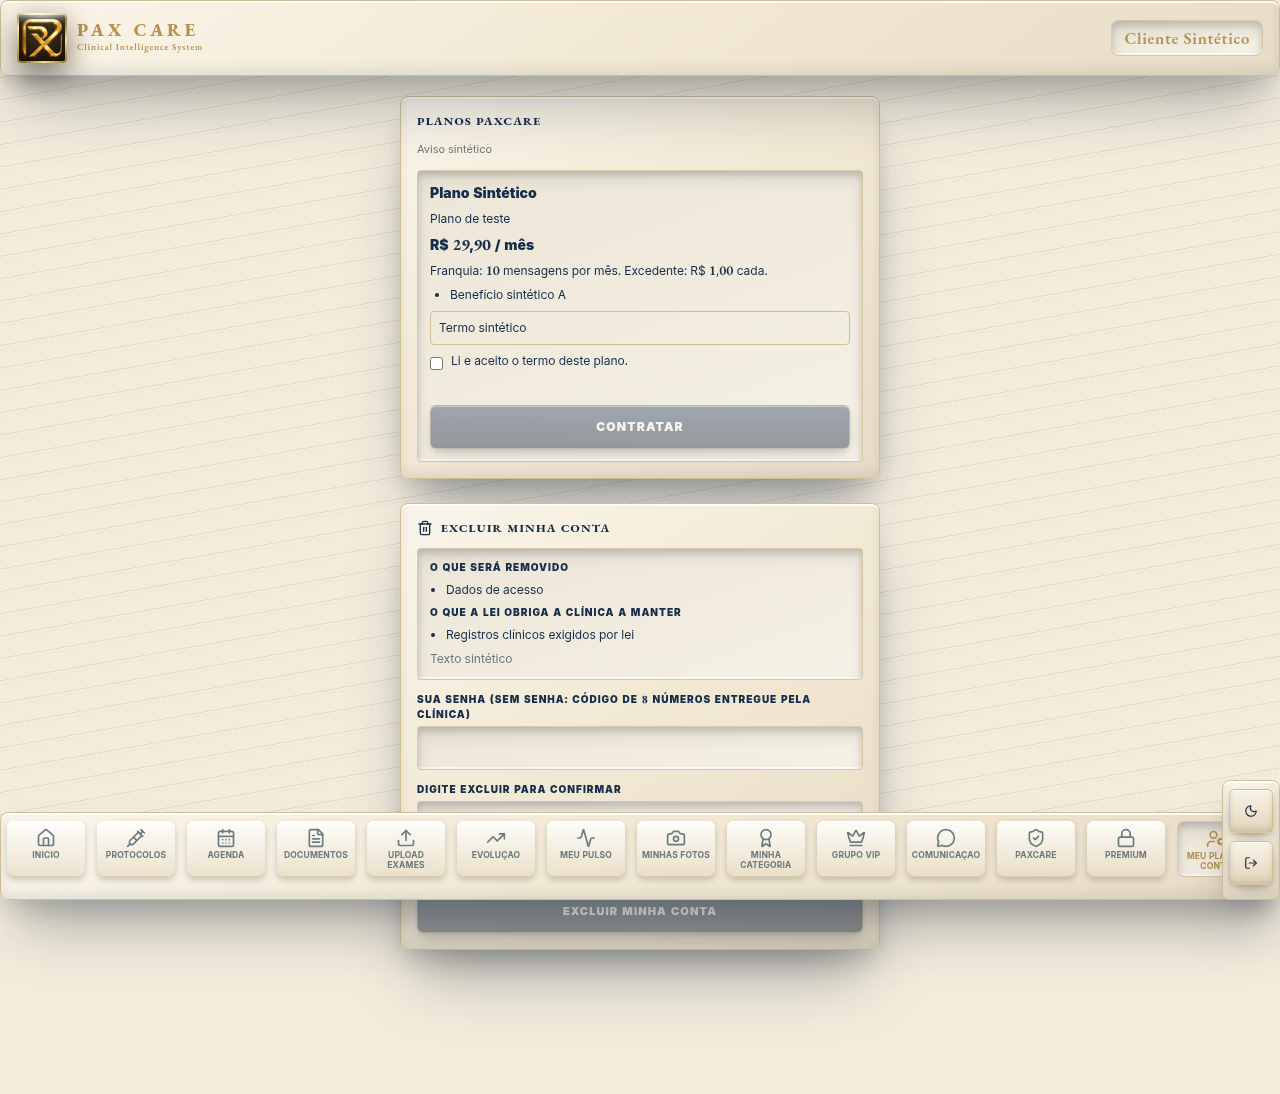 PAX CARE
Clinical Intelligence System
Cliente Sintético
PLANOS PAXCARE
Aviso sintético
Plano Sintético
Plano de teste
R$ 29,90 / mês
Franquia: 10 mensagens por mês. Excedente: R$ 1,00 cada.
Benefício sintético A
Termo sintético
Li e aceito o termo deste plano.
CONTRATAR
EXCLUIR MINHA CONTA
O QUE SERÁ REMOVIDO
Dados de acesso
O QUE A LEI OBRIGA A CLÍNICA A MANTER
Registros clínicos exigidos por lei
Texto sintético
SUA SENHA (SEM SENHA: CÓDIGO DE 8 NÚMEROS ENTREGUE PELA
CLÍNICA)
DIGITE EXCLUIR PARA CONFIRMAR
INICIO
PROTOCOLOS
AGENDA
DOCUMENTOS
UPLOAD
EXAMES
EVOLUÇAO
MEU PULSO
MINHAS FOTOS
MINHA
CATEGORIA
GRUPO VIP
COMUNICAÇAO
PAXCARE
PREMIUM
MEU
EXCLUIR MINHA CONTA